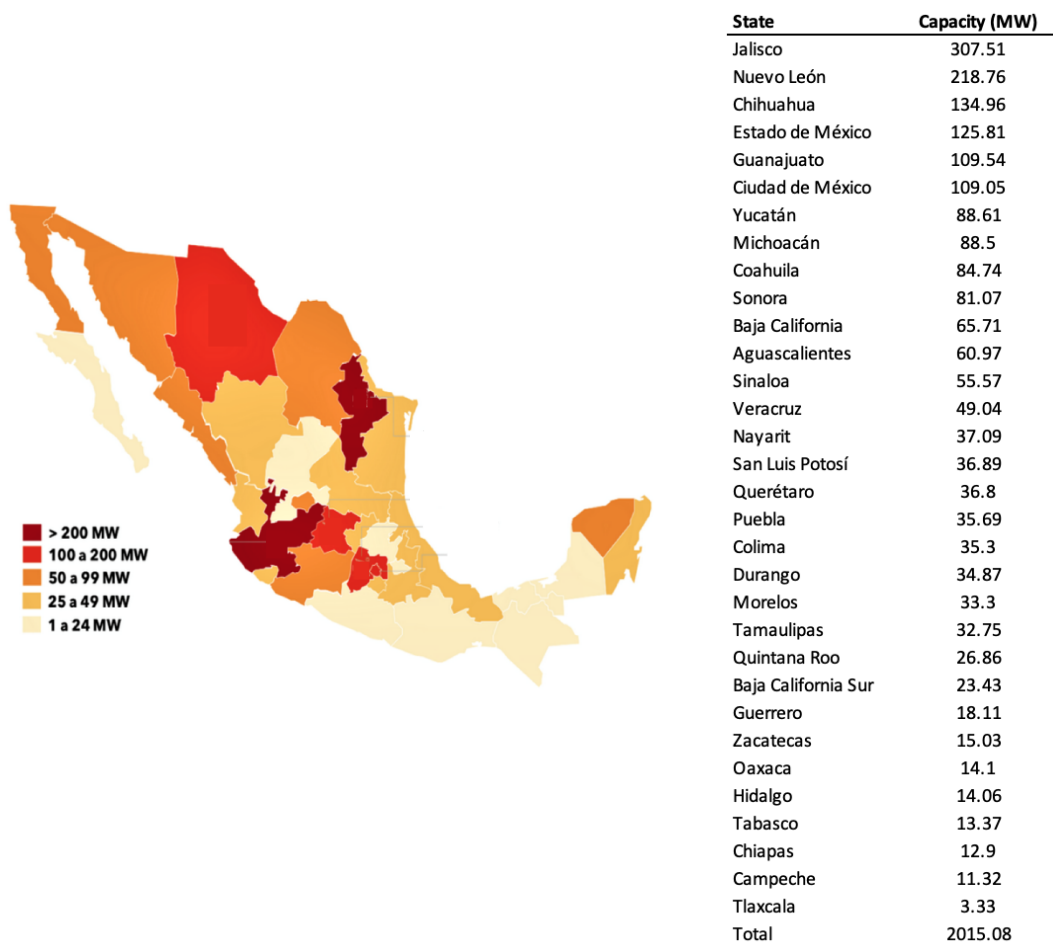 State Capacity (MW)
Jalisco 307.51
Nuevo León 218.76
Chihuahua 134.96
Estado de México 125.81
Guanajuato 109.54
Ciudad de México 109.05
Yucatán 88.61
Michoacán 88.5
Coahuila 84.74
Sonora 81.07
Baja California 65.71
Aguascalientes 60.97
Sinaloa 55.57
Veracruz 49.04
Nayarit 37.09
San Luis Potosí 36.89
Querétaro 36.8
Puebla 35.69
Colima 35.3
Durango 34.87
Morelos 33.3
Tamaulipas 32.75
Quintana Roo 26.86
Baja California Sur 23.43
Guerrero 18.11
Zacatecas 15.03
Oaxaca 14.1
Hidalgo 14.06
Tabasco 13.37
Chiapas 12.9
Campeche 11.32
Tlaxcala 3.33
Total 2015.08
> 200 MW
100 a 200 MW
50 a 99 MW
25 a 49 MW
1 a 24 MW